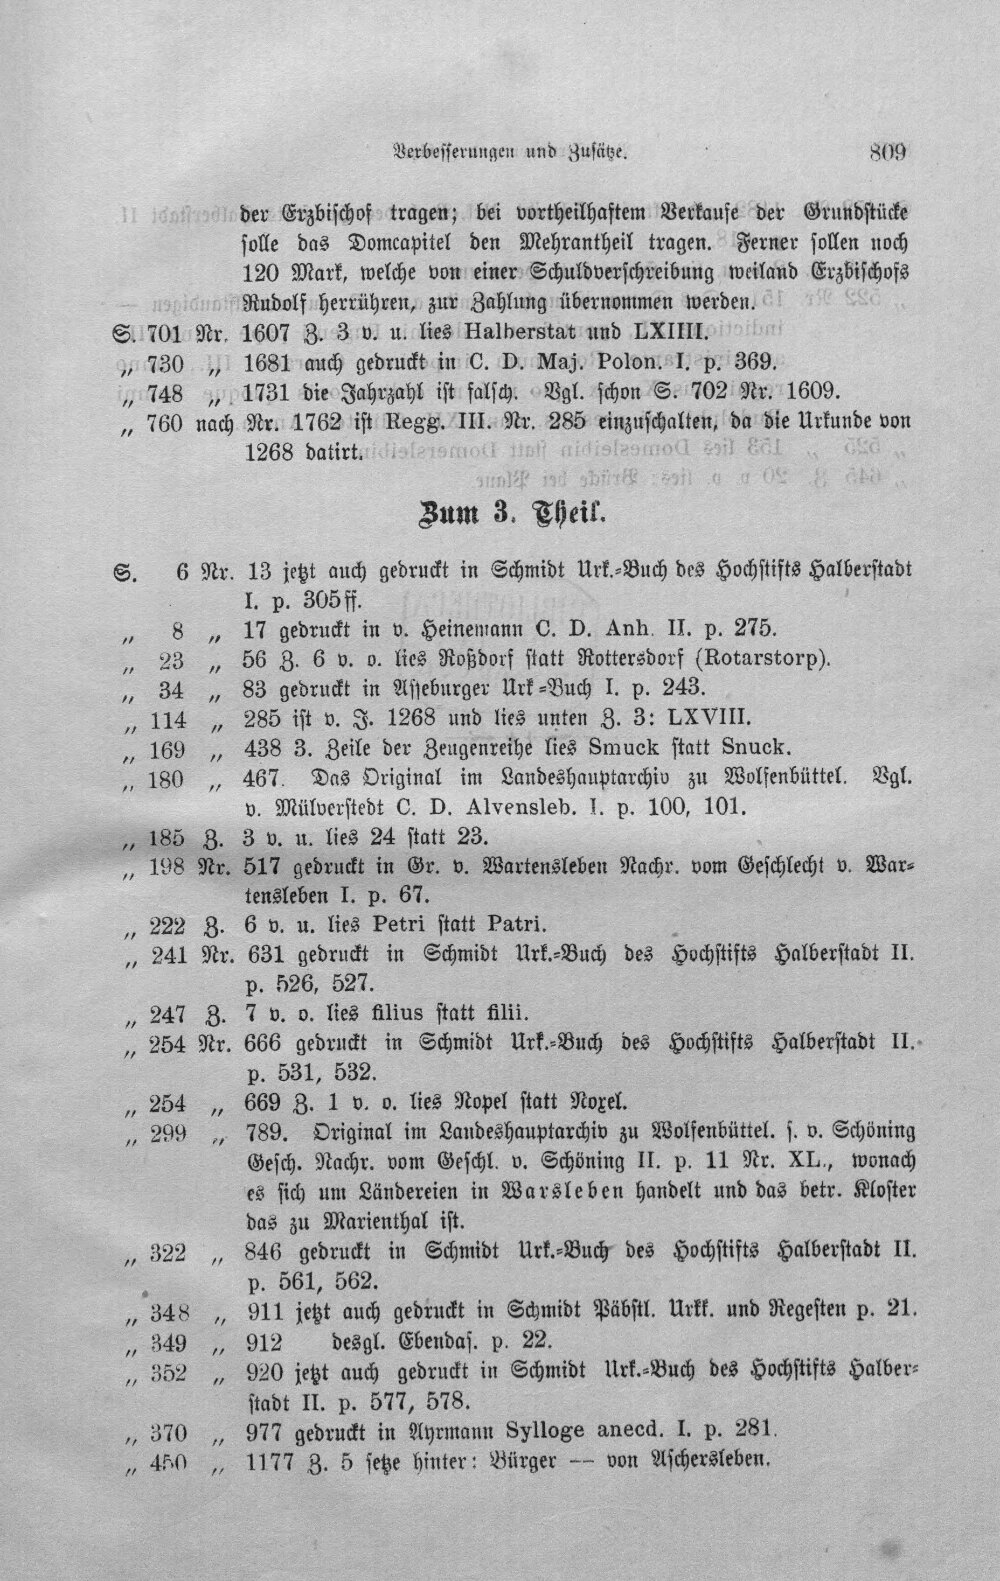 Verbesserungen und Zusätze. 809
der Erzbischof tragen; bei vortheilhaftem Verkaufe der Grundstücke
solle das Domcapitel den Mehrantheil tragen. Ferner sollen noch
120 Mark, welche von einer Schuldverschreibung weiland Erzbischofs
Rudolf herrühren, zur Zahlung übernommen werden.
S. 701 Nr. 1607 Z. 3 v. u. lies Halberstat und LXIIII.
„ 730 „ 1681 auch gedruckt in C. D. Maj. Polon. I. p. 369.
„ 748 „ 1731 die Jahrzahl ist falsch. Vgl. schon S. 702 Nr. 1609.
„ 760 nach Nr. 1762 ist Regg. III. Nr. 285 einzuschalten, da die Urkunde von
1268 datirt.
Zum 3. Theil.
S. 6 Nr. 13 jetzt auch gedruckt in Schmidt Urk.-Buch des Hochstifts Halberstadt
I. p. 305 ff.
„ 8 „ 17 gedruckt in v. Heinemann C. D. Anh. II. p. 275.
„ 23 „ 56 Z. 6 v. o. lies Roßdorf statt Rottersdorf (Rotarstorp).
„ 34 „ 83 gedruckt in Asseburger Urk-Buch I. p. 243.
„ 114 „ 285 ist v. J. 1268 und lies unten Z. 3: LXVIII.
„ 169 „ 438 3. Zeile der Zeugenreihe lies Smuck statt Snuck.
„ 180 „ 467. Das Original im Landeshauptarchiv zu Wolfenbüttel. Vgl.
v. Mülverstedt C. D. Alvensleb. I. p. 100, 101.
„ 185 Z. 3 v. u. lies 24 statt 23.
„ 198 Nr. 517 gedruckt in Gr. v. Wartensleben Nachr. vom Geschlecht v. War-
tensleben I. p. 67.
„ 222 Z. 6 v. u. lies Petri statt Patri.
„ 241 Nr. 631 gedruckt in Schmidt Urk.-Buch des Hochstifts Halberstadt II.
p. 526, 527.
„ 247 Z. 7 v. o. lies filius statt filii.
„ 254 Nr. 666 gedruckt in Schmidt Urk.-Buch des Hochstifts Halberstadt II.
p. 531, 532.
„ 254 „ 669 Z. 1 v. o. lies Nopel statt Noxel.
„ 299 „ 789. Original im Landeshauptarchiv zu Wolfenbüttel. s. v. Schöning
Gesch. Nachr. vom Geschl. v. Schöning II. p. 11 Nr. XL., wonach
es sich um Ländereien in Warsleben handelt und das betr. Kloster
das zu Marienthal ist.
„ 322 „ 846 gedruckt in Schmidt Urk.-Buch des Hochstifts Halberstadt II.
p. 561, 562.
„ 348 „ 911 jetzt auch gedruckt in Schmidt Päbstl. Urkk. und Regesten p. 21.
„ 349 „ 912 desgl. Ebendas. p. 22.
„ 352 „ 920 jetzt auch gedruckt in Schmidt Urk.-Buch des Hochstifts Halber-
stadt II. p. 577, 578.
„ 370 „ 977 gedruckt in Ayrmann Sylloge anecd. I. p. 281.
„ 450 „ 1177 Z. 5 setze hinter: Bürger — von Aschersleben.